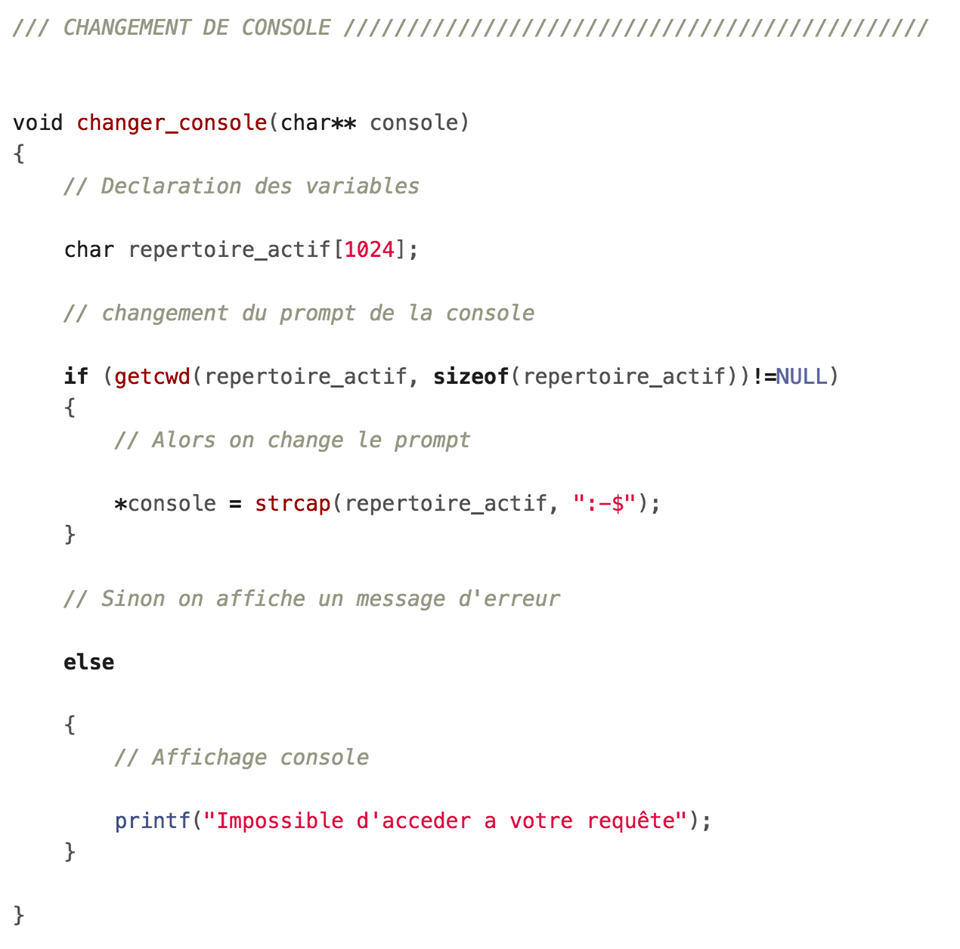 /// CHANGEMENT DE CONSOLE //////////////////////////////////////////////
void changer_console(char** console)
{
// Declaration des variables
char repertoire_actif[1024];
// changement du prompt de la console
if (getcwd(repertoire_actif, sizeof(repertoire_actif))!=NULL)
{
// Alors on change le prompt
*console = strcap(repertoire_actif, ":~$");
}
// Sinon on affiche un message d'erreur
else
{
// Affichage console
printf("Impossible d'acceder a votre requête");
}
}